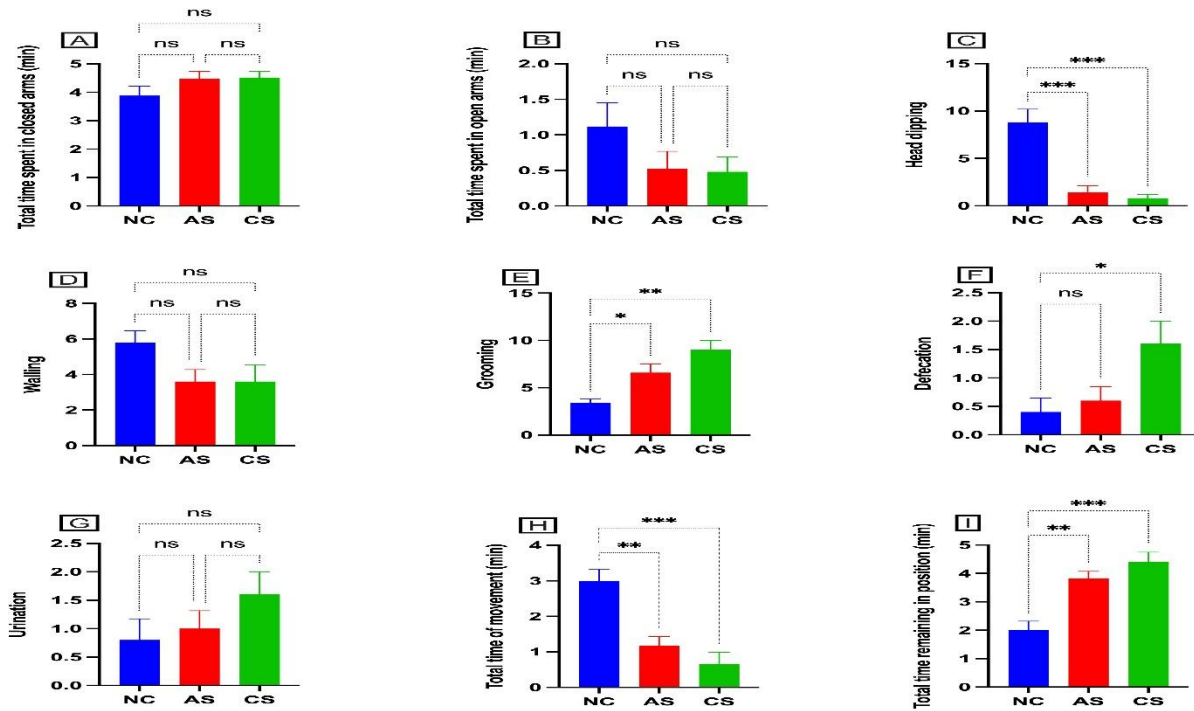 A
Total time spent in closed arms (min)
ns
ns
ns
5
4
3
2
1
0
NC AS CS
B
Total time spent in open arms (min)
ns
ns
ns
2.0
1.5
1.0
0.5
0.0
NC AS CS
C
Head dipping
***
***
15
10
5
0
NC AS CS
D
Walling
ns
ns
ns
8
6
4
2
0
NC AS CS
E
Grooming
**
*
15
10
5
0
NC AS CS
F
Defecation
*
ns
2.5
2.0
1.5
1.0
0.5
0.0
NC AS CS
G
Urination
ns
ns
ns
2.5
2.0
1.5
1.0
0.5
0.0
NC AS CS
H
Total time of movement (min)
***
**
4
3
2
1
0
NC AS CS
I
Total time remaining in position (min)
***
**
5
4
3
2
1
0
NC AS CS